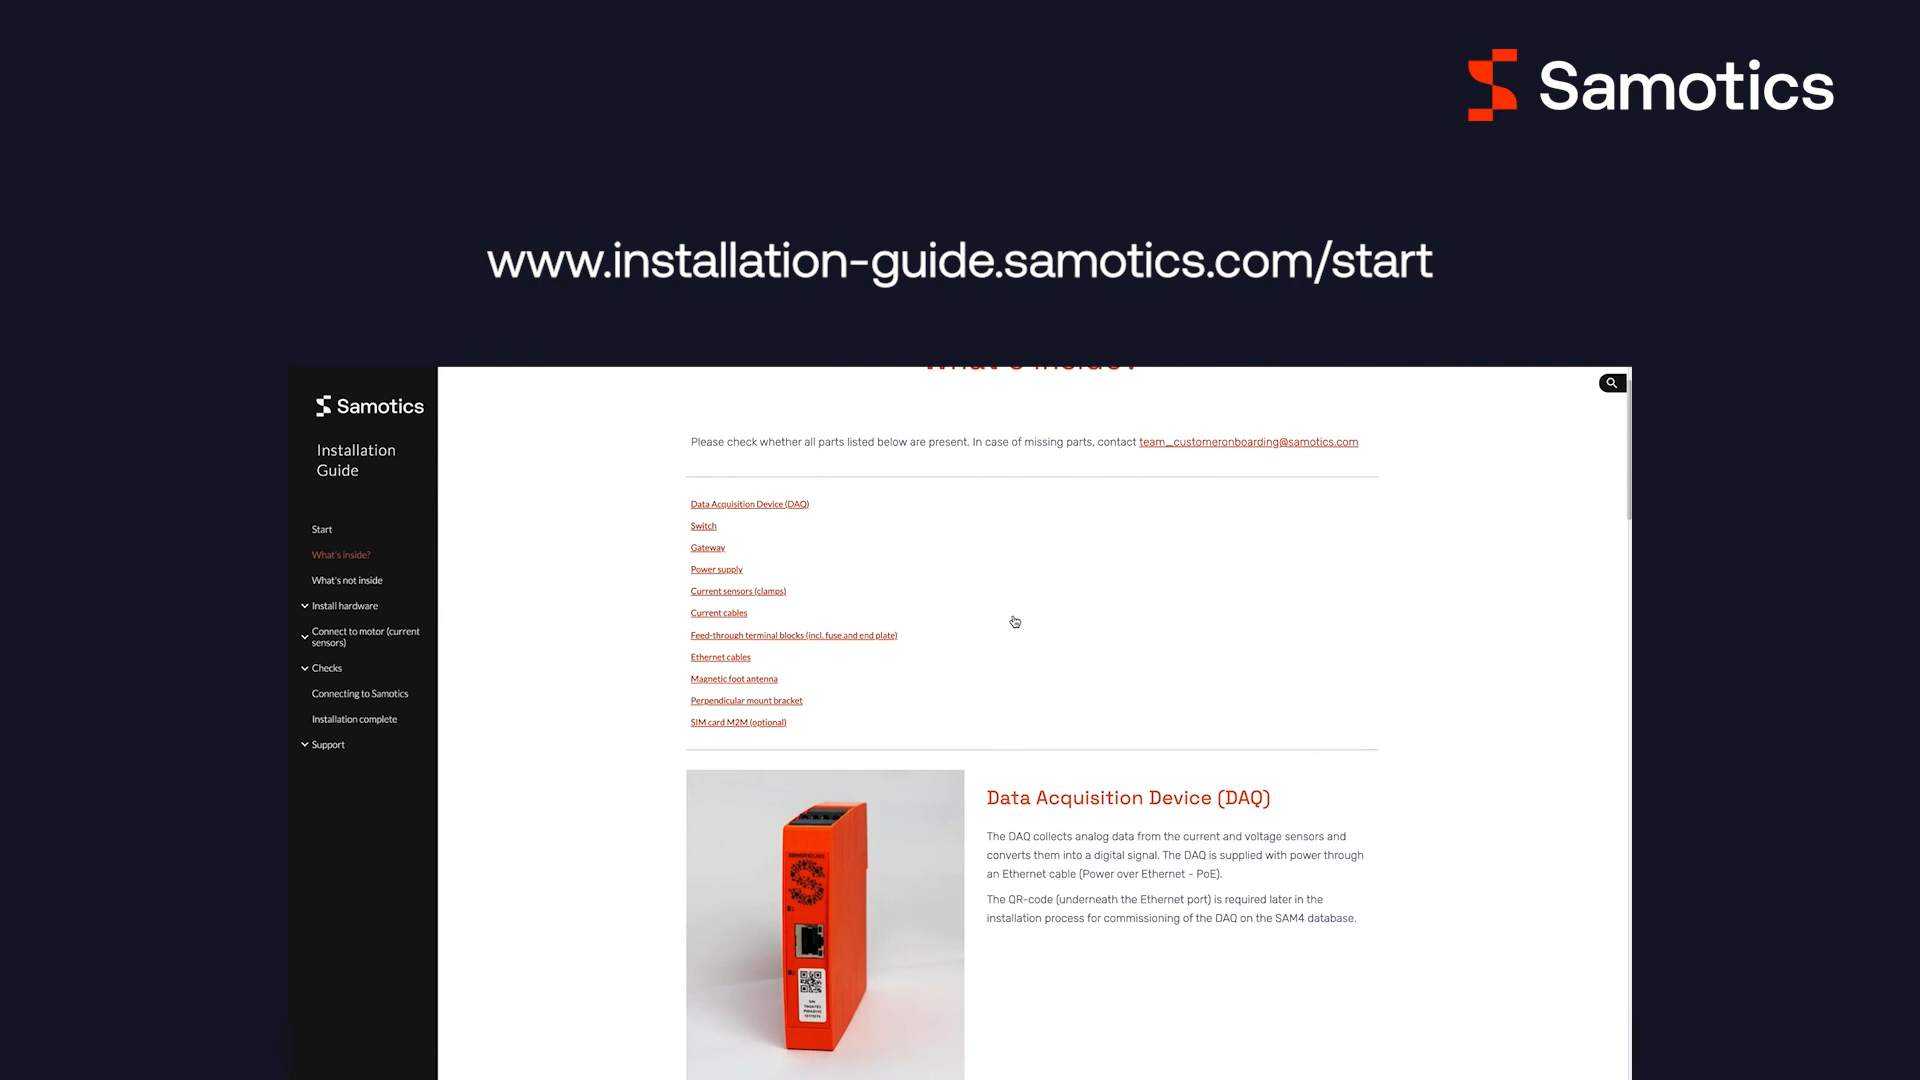 Samotics
www.installation-guide.samotics.com/start
What's inside?
Samotics
Installation
Guide
Start
What's inside?
What's not inside
Install hardware
Connect to motor (current
sensors)
Checks
Connecting to Samotics
Installation complete
Support
Please check whether all parts listed below are present. In case of missing parts, contact team_customeronboarding@samotics.com
Data Acquisition Device (DAQ)
Switch
Gateway
Power supply
Current sensors (clamps)
Current cables
Feed-through terminal blocks (incl. fuse and end plate)
Ethernet cables
Magnetic foot antenna
Perpendicular mount bracket
SIM card M2M (optional)
Data Acquisition Device (DAQ)
The DAQ collects analog data from the current and voltage sensors and
converts them into a digital signal. The DAQ is supplied with power through
an Ethernet cable (Power over Ethernet - PoE).
The QR-code (underneath the Ethernet port) is required later in the
installation process for commissioning of the DAQ on the SAM4 database.